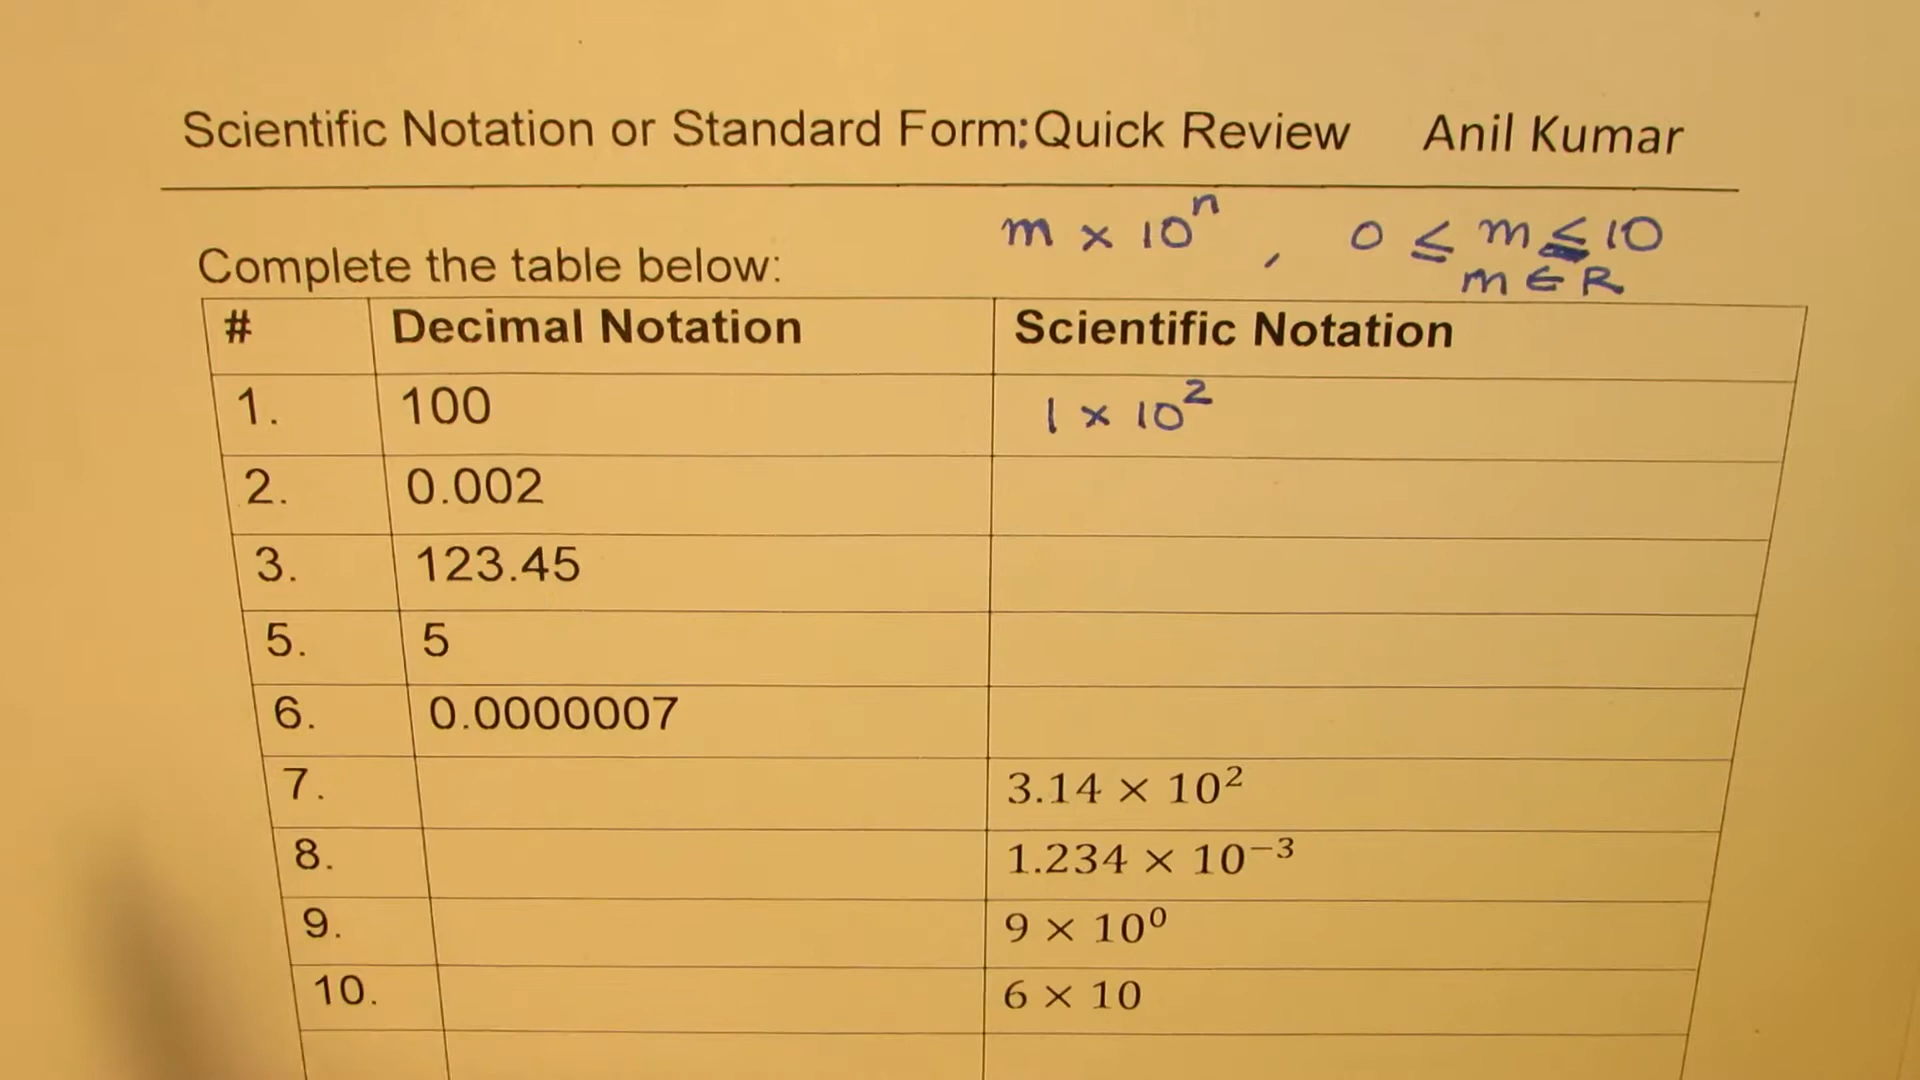 Scientific Notation or Standard Form:Quick Review Anil Kumar
m × 10ⁿ , 0 ≤ m ≤ 10
m ∈ R
Complete the table below:
# Decimal Notation Scientific Notation
1. 100 1 × 10²
2. 0.002
3. 123.45
5. 5
6. 0.0000007
7. 3.14 × 10²
8. 1.234 × 10⁻³
9. 9 × 10⁰
10. 6 × 10